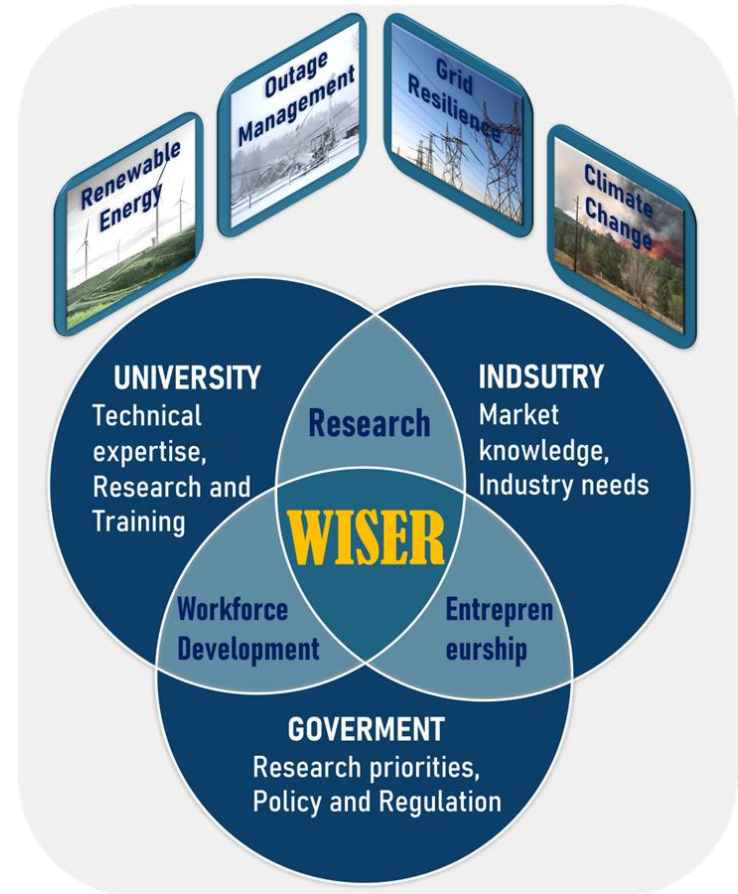 Outage
Management
Grid
Resilience
Renewable
Energy
Climate
Change
UNIVERSITY
Technical
expertise,
Research and
Training
Research
INDSUTRY
Market
knowledge,
Industry needs
WISER
Workforce
Development
Entrepren
eurship
GOVERMENT
Research priorities,
Policy and Regulation